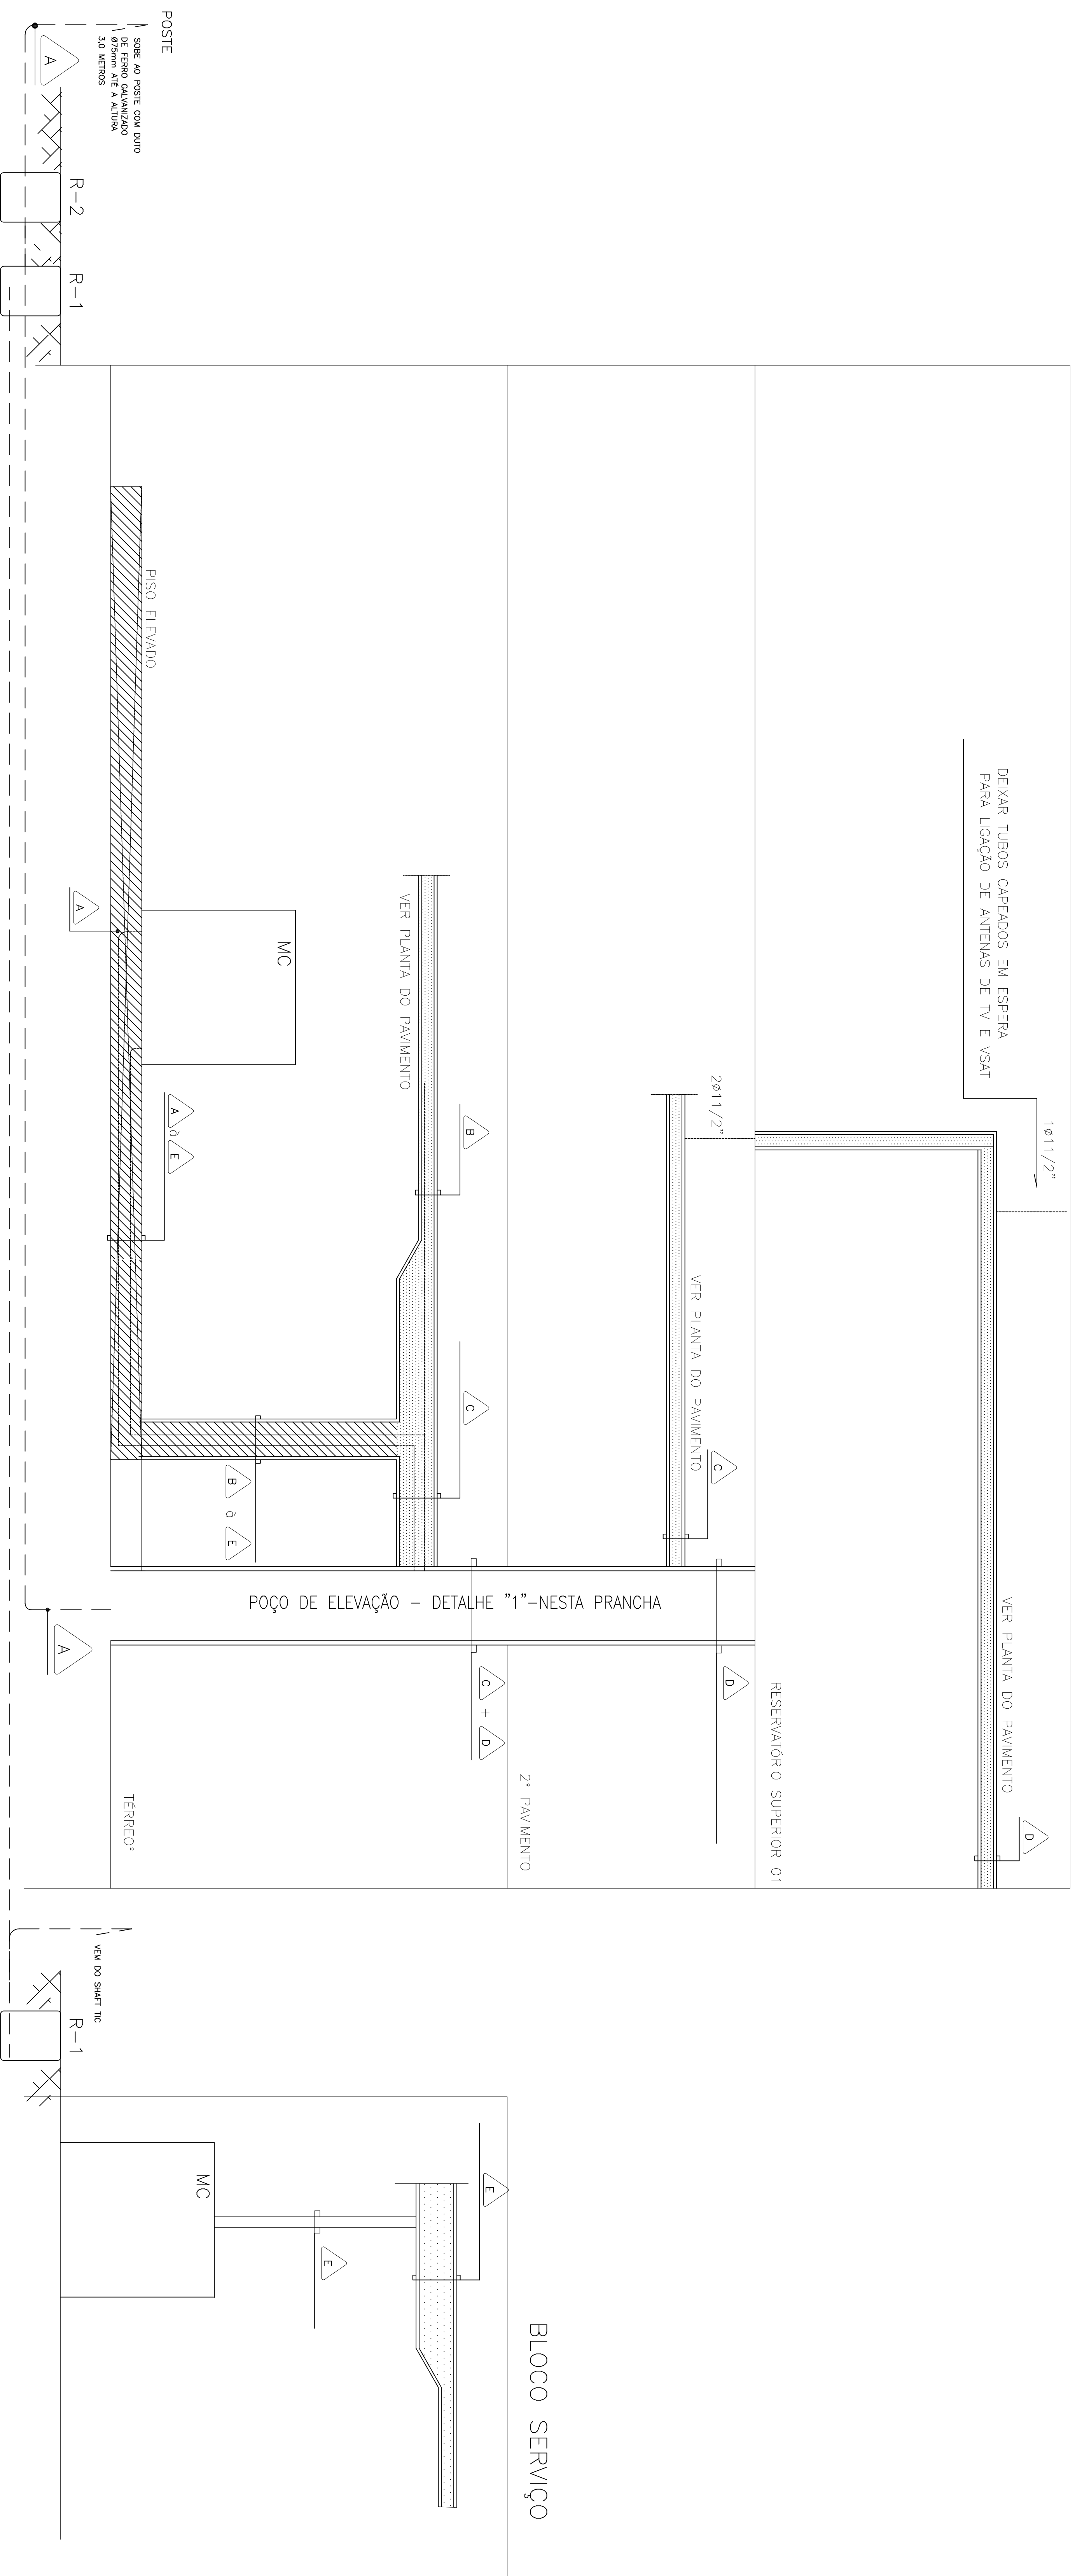 POSTE
SOBE AO POSTE COM DUTO
DE FERRO GALVANIZADO
Ø75mm ATÉ A ALTURA
3,0 METROS
A
R-2
R-1
DEIXAR TUBOS CAPEADOS EM ESPERA
PARA LIGAÇÃO DE ANTENAS DE TV E VSAT
1ø11/2"
VER PLANTA DO PAVIMENTO
D
RESERVATÓRIO SUPERIOR 01
2ø11/2"
VER PLANTA DO PAVIMENTO
C
D
2° PAVIMENTO
VER PLANTA DO PAVIMENTO
B
C
C + D
PISO ELEVADO
MC
A
A à E
B à E
POÇO DE ELEVAÇÃO - DETALHE "1"-NESTA PRANCHA
TÉRREO°
A
VEM DO SHAFT TIC
R-1
BLOCO SERVIÇO
E
E
MC